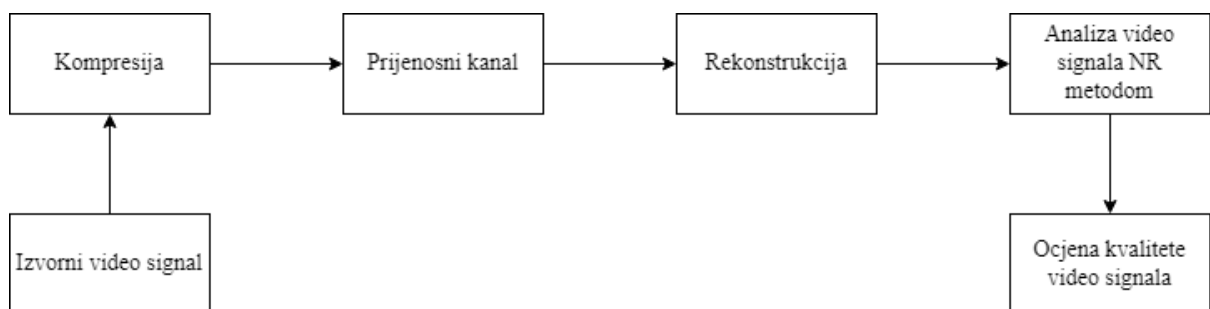 Kompresija
Prijenosni kanal
Rekonstrukcija
Analiza video
signala NR
metodom
Izvorni video signal
Ocjena kvalitete
video signala